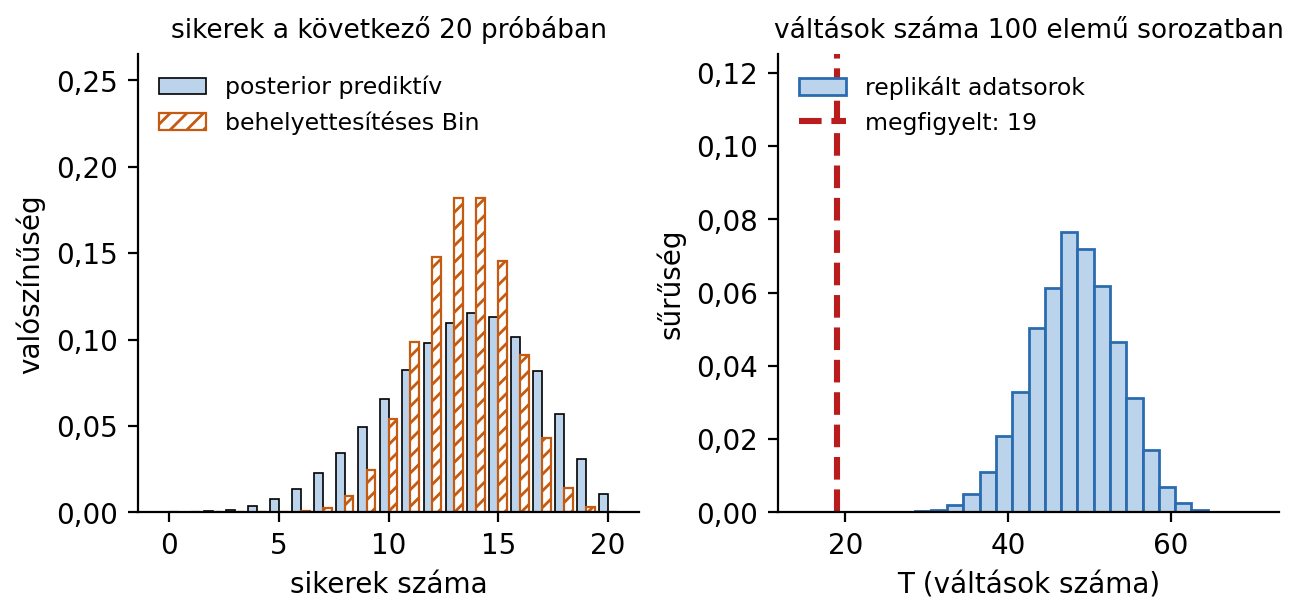 sikerek a következő 20 próbában
posterior prediktív
behelyettesítéses Bin
valószínűség
0,25
0,20
0,15
0,10
0,05
0,00
0
5
10
15
20
sikerek száma
váltások száma 100 elemű sorozatban
replikált adatsorok
megfigyelt: 19
sűrűség
0,12
0,10
0,08
0,06
0,04
0,02
0,00
20
40
60
T (váltások száma)